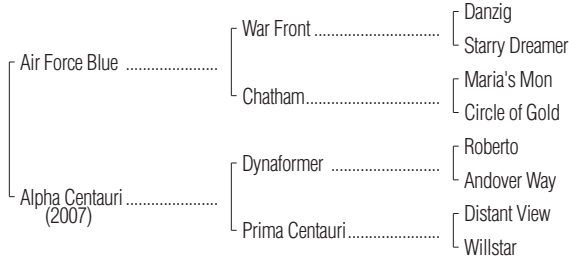 Danzig
War Front ........................................
Starry Dreamer
Air Force Blue ......................
Maria's Mon
Chatham..........................................
Circle of Gold
Roberto
Dynaformer ...................................
Andover Way
Alpha Centauri ......................
(2007)
Distant View
Prima Centauri..............................
Willstar